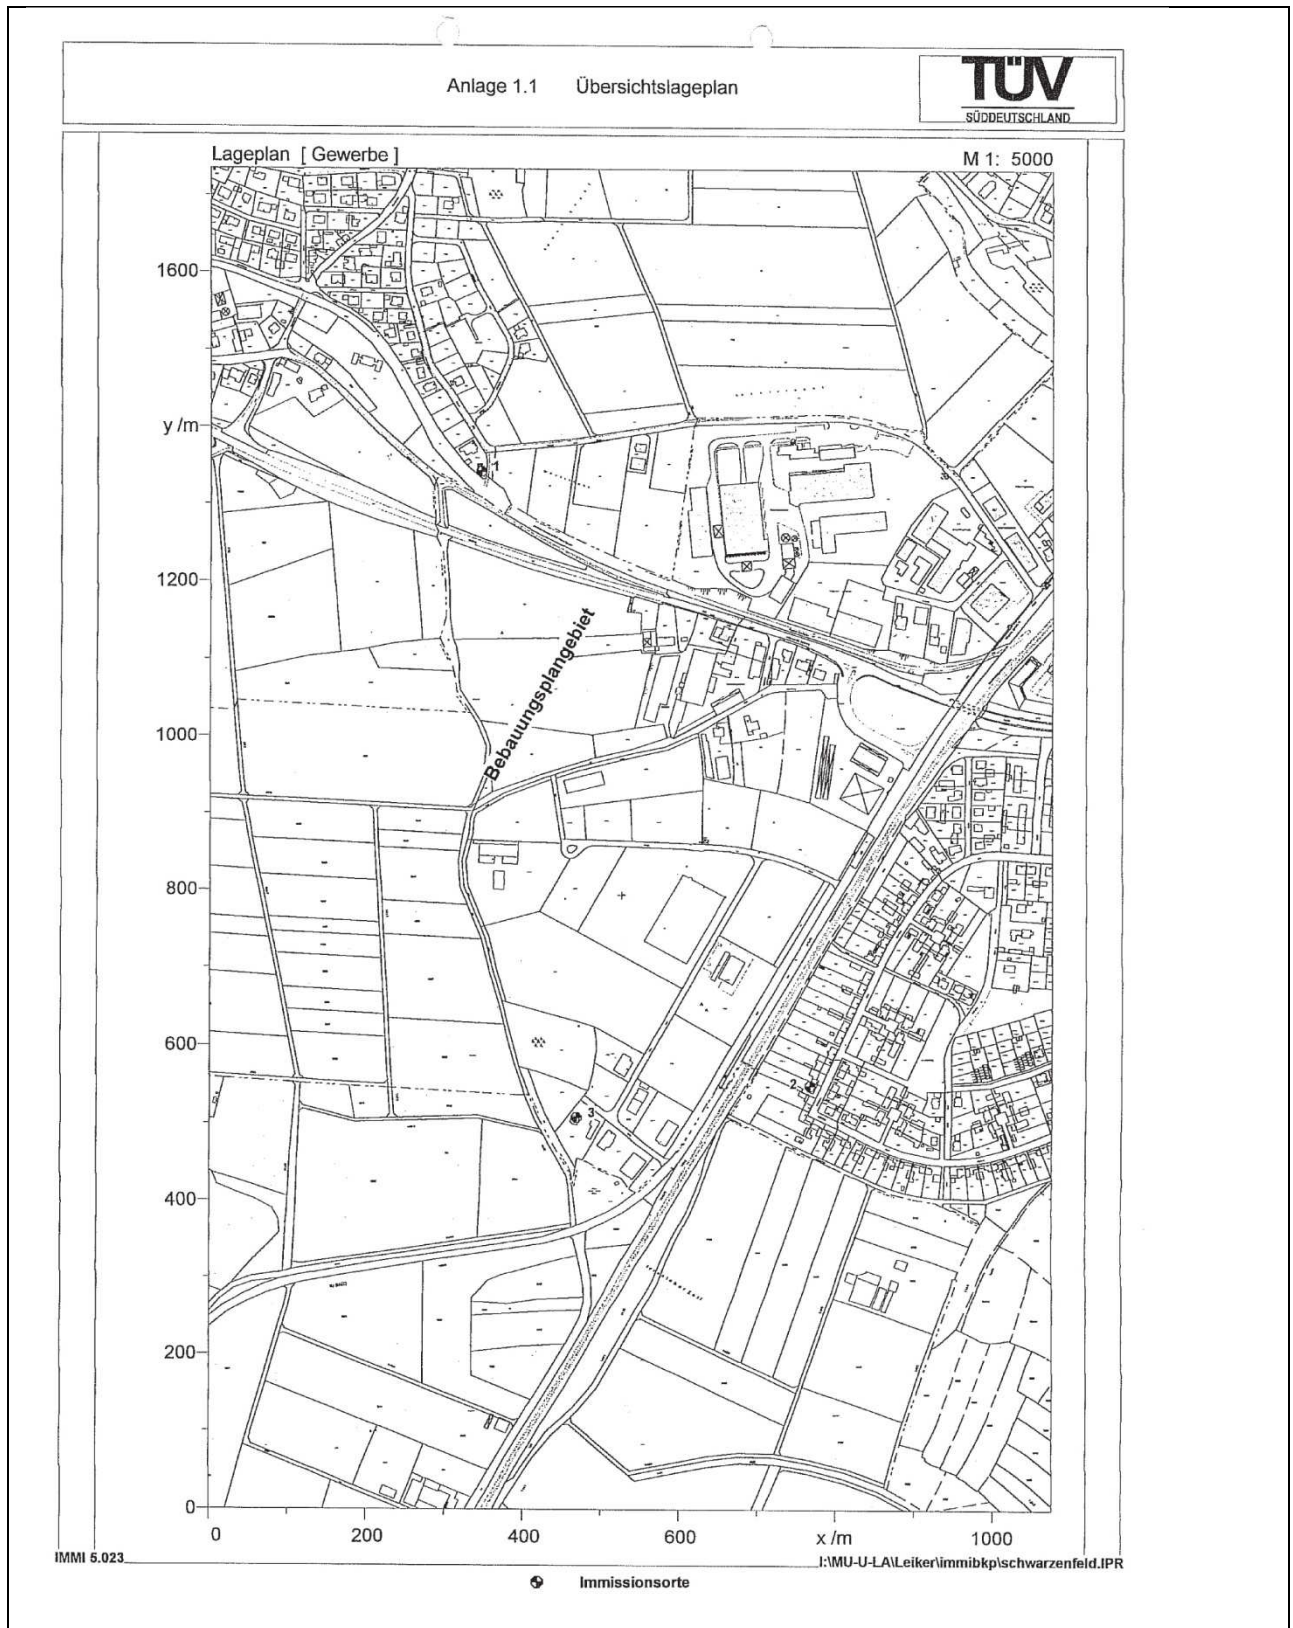 Anlage 1.1 Übersichtslageplan
TÜV
SÜDDEUTSCHLAND
Lageplan [ Gewerbe ]
M 1: 5000
1600
y /m
1
1200
Bebauungsplangebiet
1000
800
600
2
3
400
200
0
0 200 400 600 x /m 1000
IMMI 5.023
I:\MU-U-LA\Leiker\immibkp\schwarzenfeld.IPR
Immissionsorte